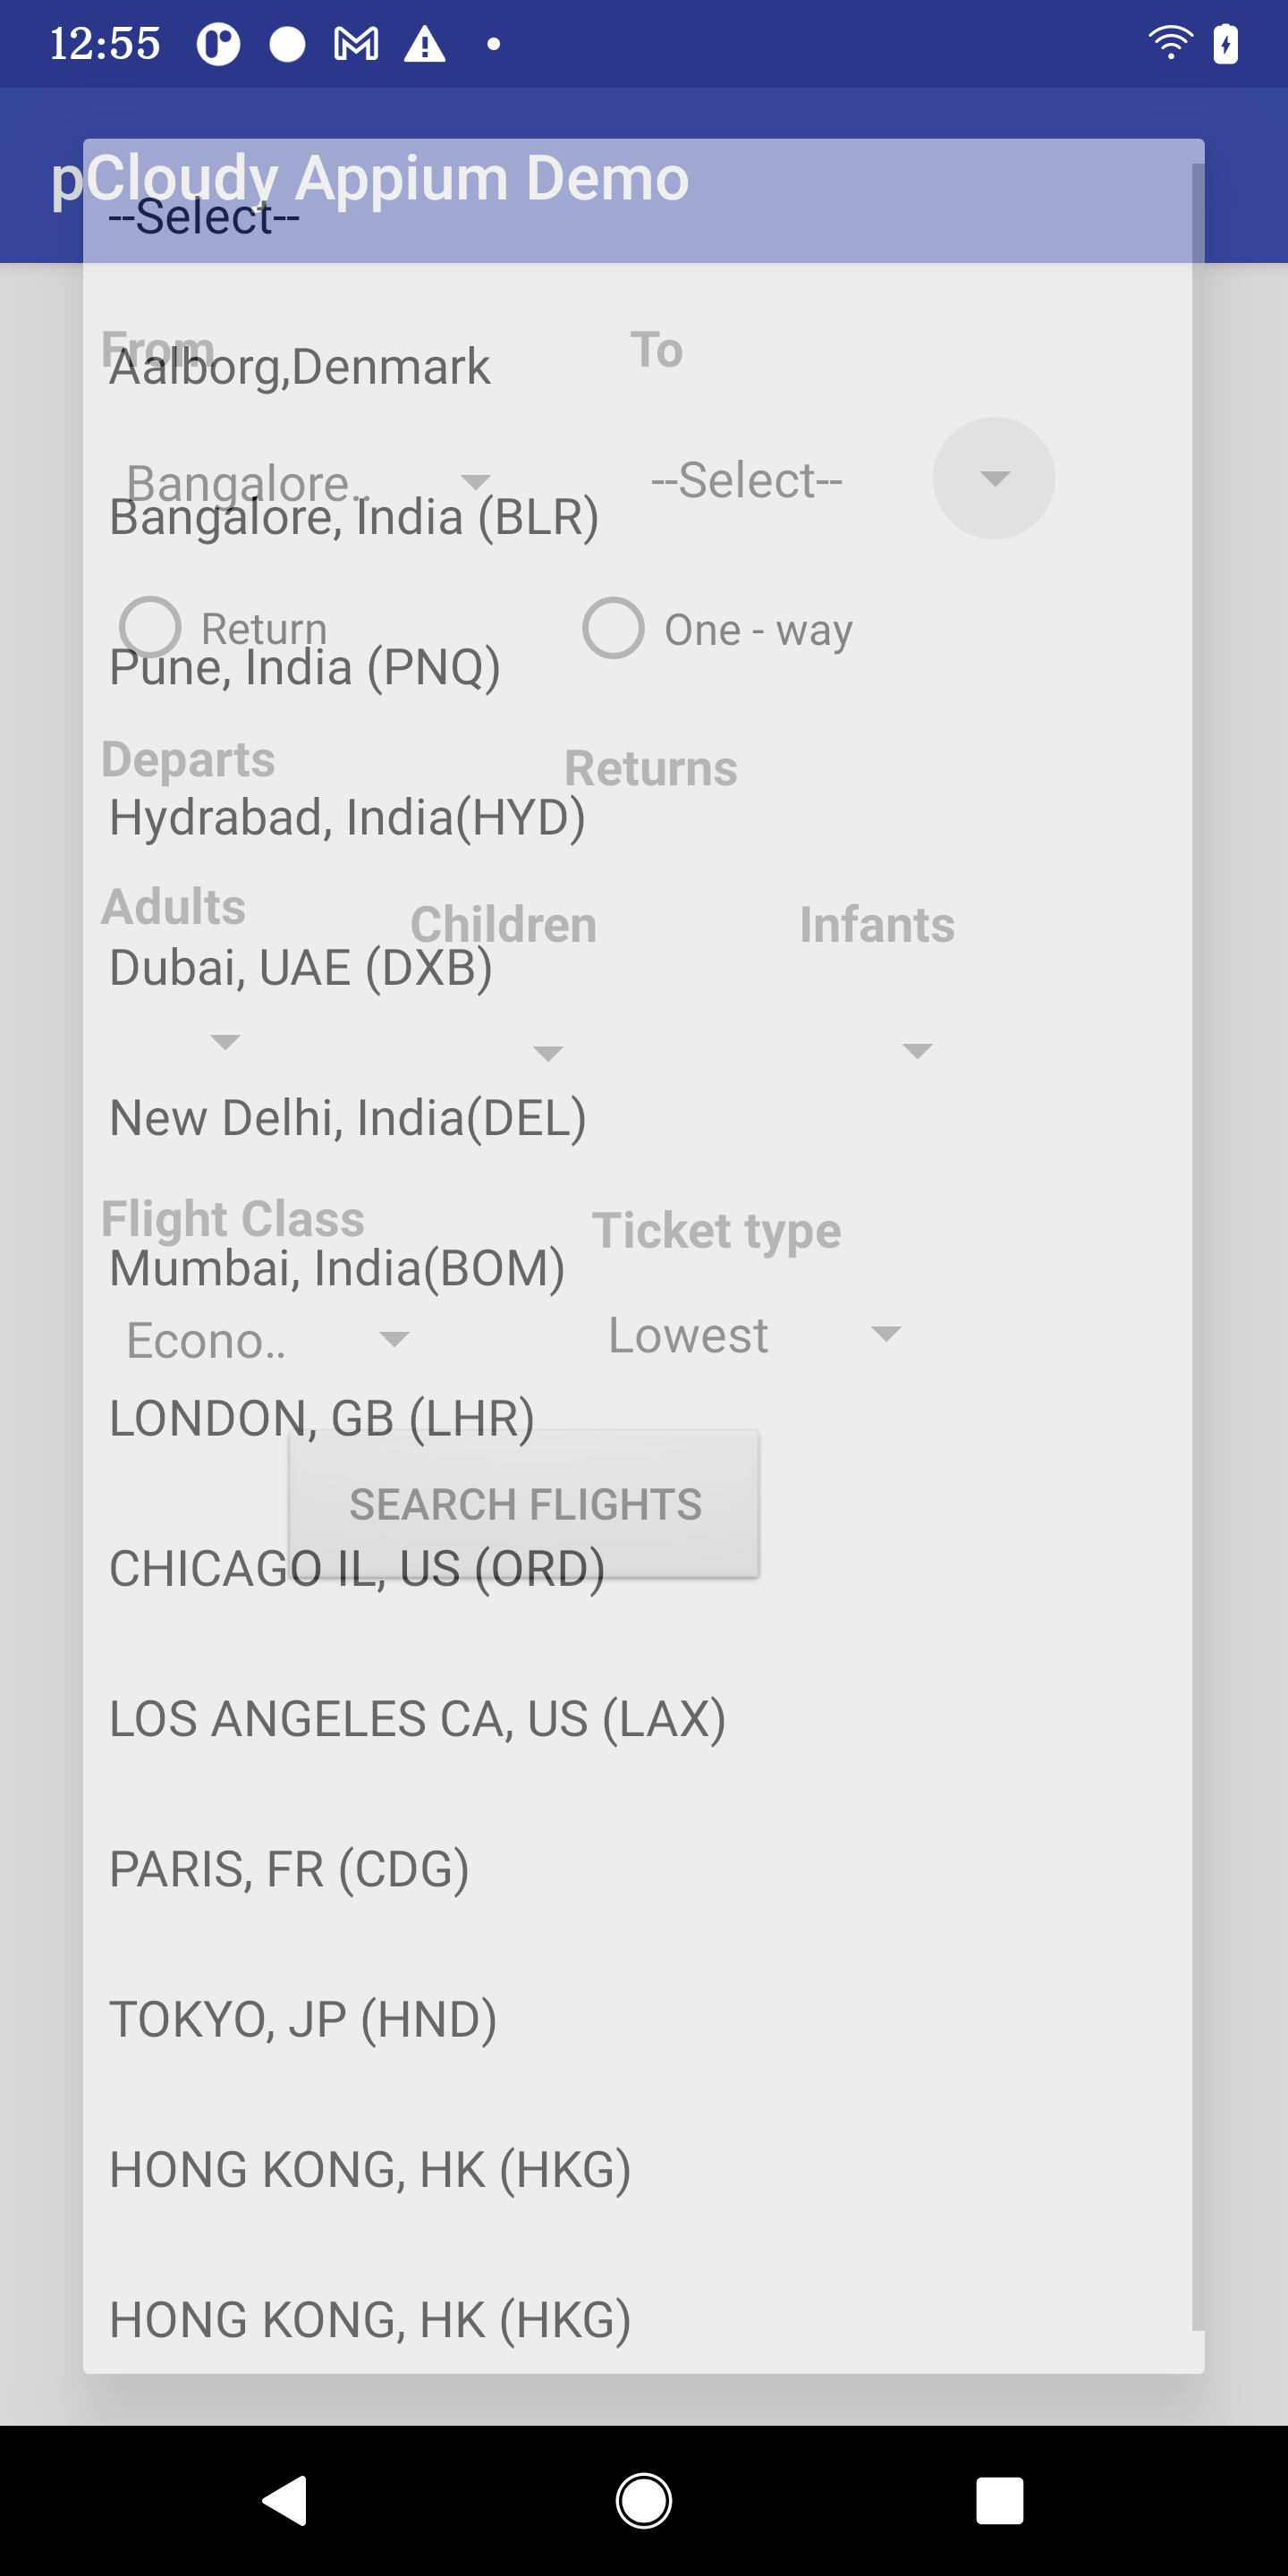 12:55
pCloudy Appium Demo
--Select--
From
To
Aalborg,Denmark
Bangalore..
--Select--
Bangalore, India (BLR)
Return
One - way
Pune, India (PNQ)
Departs
Returns
Hydrabad, India(HYD)
Adults
Children
Infants
Dubai, UAE (DXB)
New Delhi, India(DEL)
Flight Class
Ticket type
Mumbai, India(BOM)
Econo..
Lowest
LONDON, GB (LHR)
SEARCH FLIGHTS
CHICAGO IL, US (ORD)
LOS ANGELES CA, US (LAX)
PARIS, FR (CDG)
TOKYO, JP (HND)
HONG KONG, HK (HKG)
HONG KONG, HK (HKG)